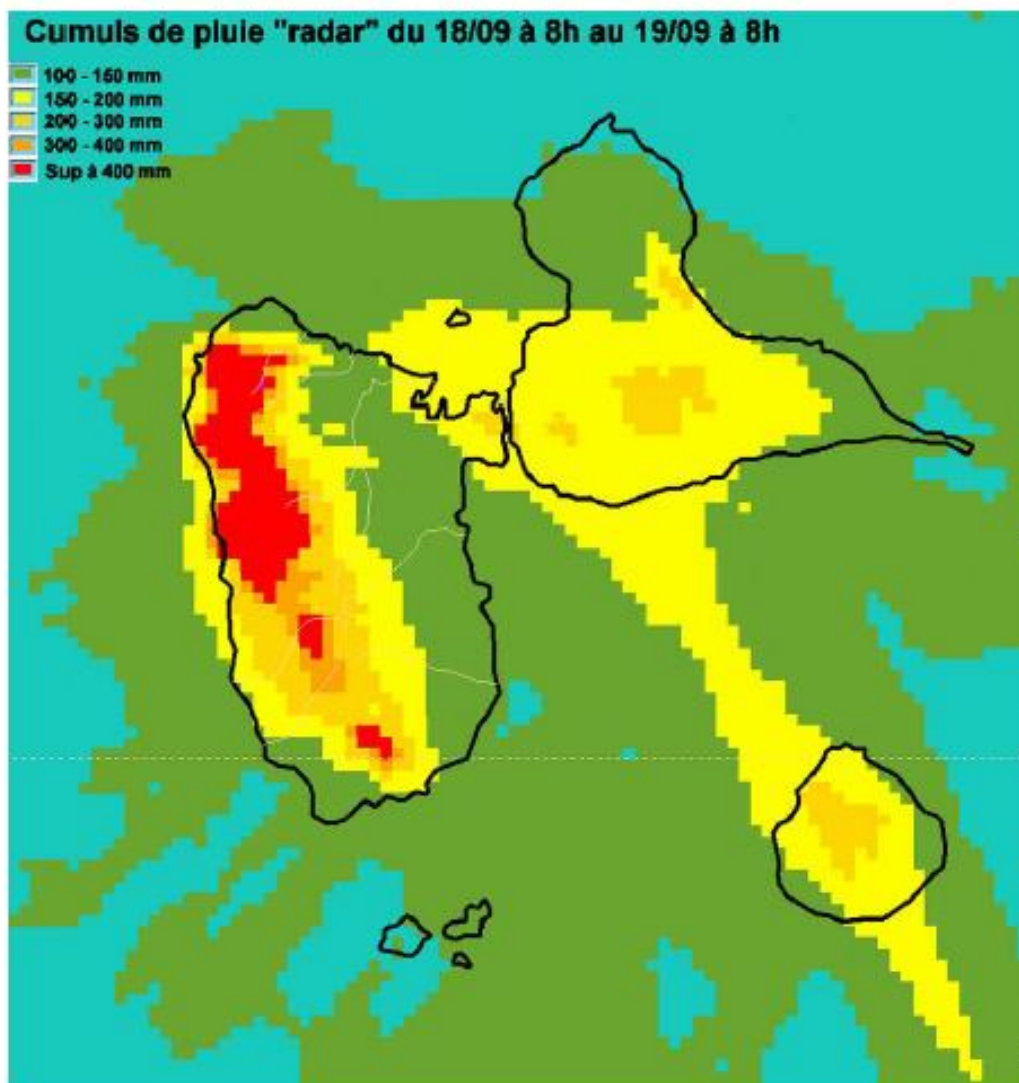 Cumuls de pluie "radar" du 18/09 à 8h au 19/09 à 8h
100 - 150 mm
150 - 200 mm
200 - 300 mm
300 - 400 mm
Sup à 400 mm